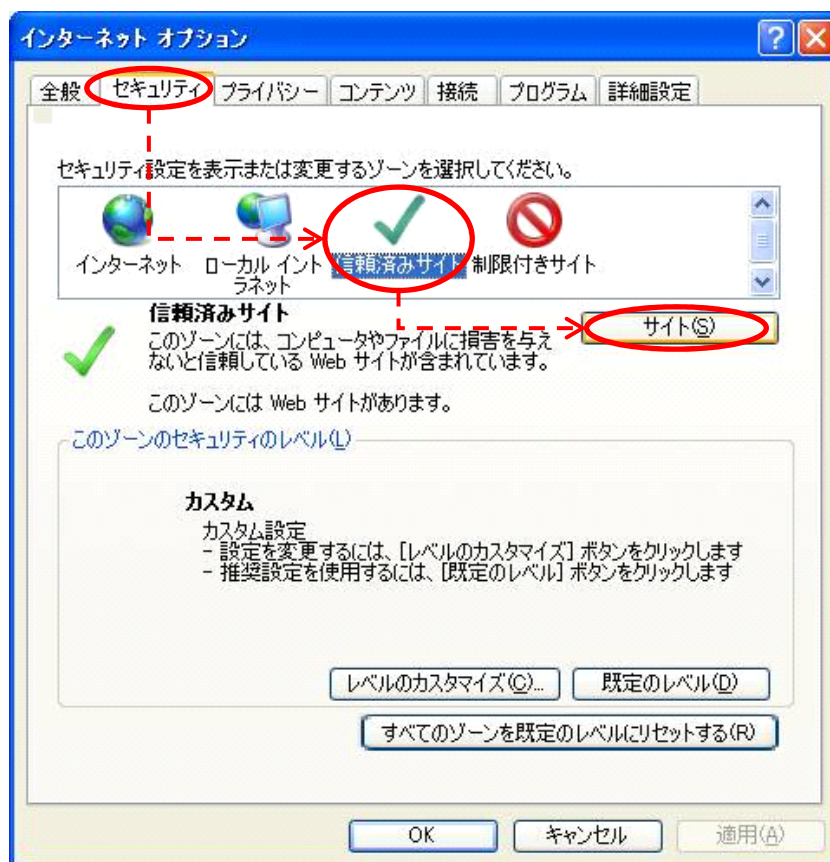 インターネット オプション
全般 セキュリティ プライバシー コンテンツ 接続 プログラム 詳細設定
セキュリティ設定を表示または変更するゾーンを選択してください。
インターネット ローカル イント 信頼済みサイト 制限付きサイト
ラネット
信頼済みサイト
サイト(S)
このゾーンには、コンピュータやファイルに損害を与え
ないと信頼している Web サイトが含まれています。
このゾーンには Web サイトがあります。
このゾーンのセキュリティのレベル(L)
カスタム
カスタム設定
- 設定を変更するには、[レベルのカスタマイズ] ボタンをクリックします
- 推奨設定を使用するには、[既定のレベル] ボタンをクリックします
レベルのカスタマイズ(C)... 既定のレベル(D)
すべてのゾーンを既定のレベルにリセットする(R)
OK キャンセル 適用(A)